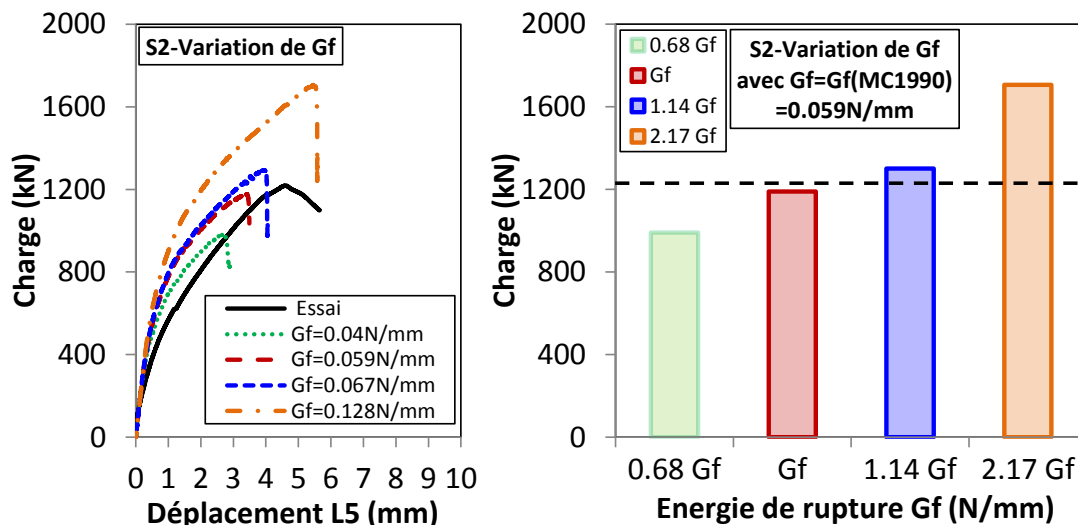 S2-Variation de Gf
Charge (kN)
2000
1600
1200
800
400
0
Essai
Gf=0.04N/mm
Gf=0.059N/mm
Gf=0.067N/mm
Gf=0.128N/mm
0 1 2 3 4 5 6 7 8 9 10
Déplacement L5 (mm)
Charge (kN)
2000
1600
1200
800
400
0
0.68 Gf
Gf
1.14 Gf
2.17 Gf
S2-Variation de Gf
avec Gf=Gf(MC1990)
=0.059N/mm
0.68 Gf Gf 1.14 Gf 2.17 Gf
Energie de rupture Gf (N/mm)